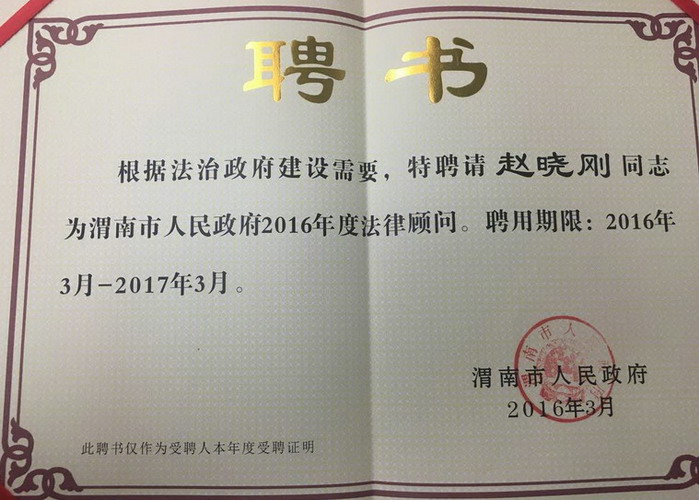 聘书
根据法治政府建设需要，特聘请 赵晓刚 同志
为渭南市人民政府2016年度法律顾问。聘用期限：2016年
3月-2017年3月。
渭南市人
渭南市人民政府
2016年3月
此聘书仅作为受聘人本年度受聘证明